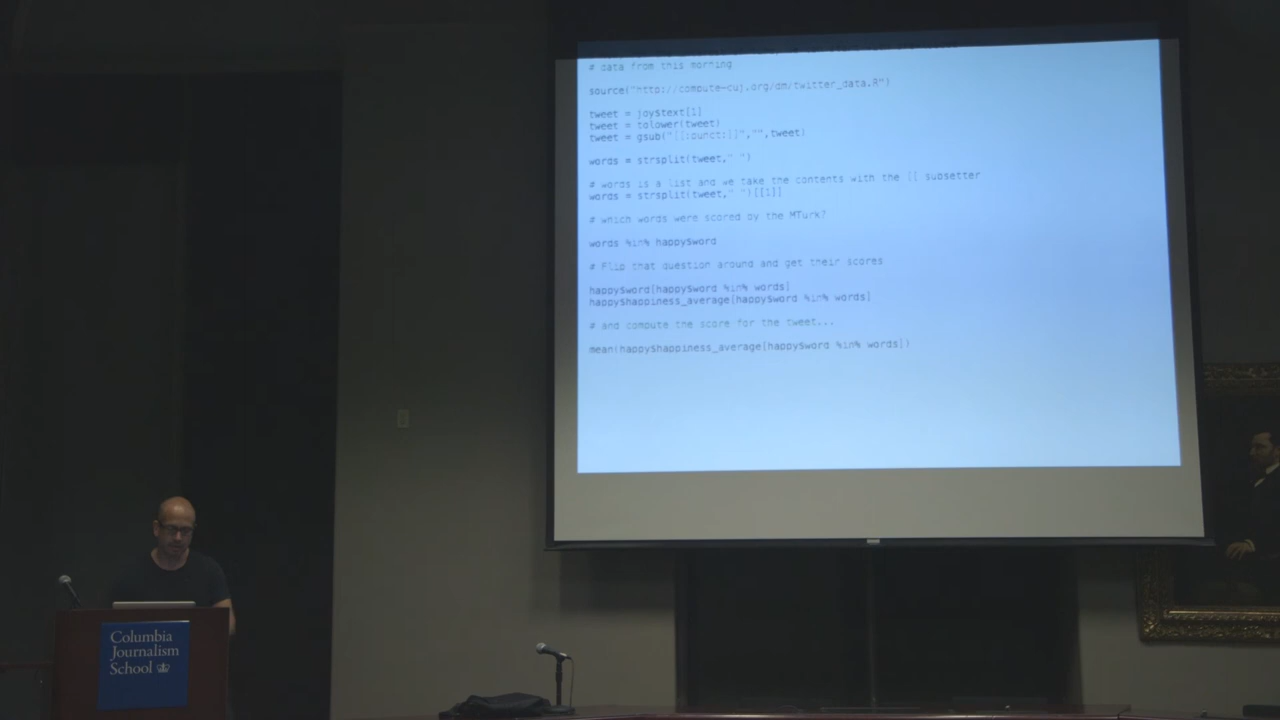 # data from this morning
source("http://compute-cuj.org/dm/twitter_data.R")
tweet = joy$text[1]
tweet = tolower(tweet)
tweet = gsub("[[:punct:]]","",tweet)
words = strsplit(tweet," ")
# words is a list and we take the contents with the [[ subsetter
words = strsplit(tweet," ")[[1]]
# which words were scored by the MTurk?
words %in% happy$word
# Flip that question around and get their scores
happy$word[happy$word %in% words]
happy$happiness_average[happy$word %in% words]
# and compute the score for the tweet...
mean(happy$happiness_average[happy$word %in% words])
Columbia
Journalism
School